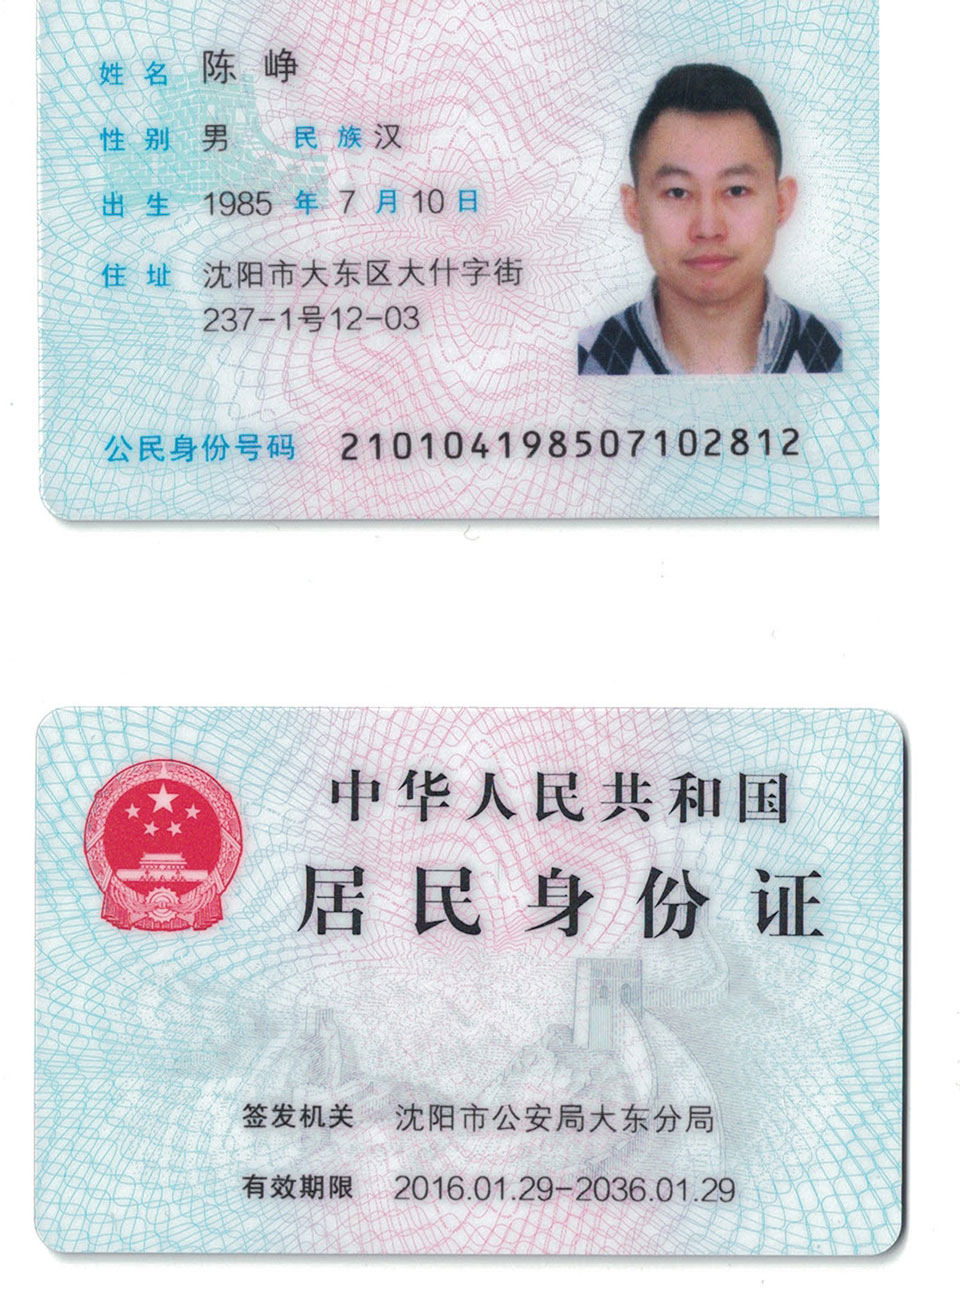 姓名 陈峥
性别 男 民族 汉
出生 1985 年 7 月 10 日
住址 沈阳市大东区大什字街
237-1号12-03
公民身份号码 210104198507102812
中华人民共和国
居民身份证
签发机关 沈阳市公安局大东分局
有效期限 2016.01.29-2036.01.29